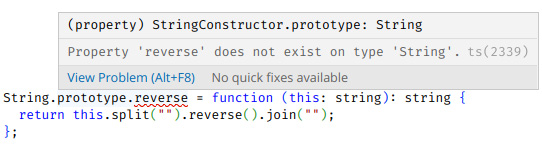 (property) StringConstructor.prototype: String
Property 'reverse' does not exist on type 'String'. ts(2339)
View Problem (Alt+F8) No quick fixes available
String.prototype.reverse = function (this: string): string {
  return this.split("").reverse().join("");
};